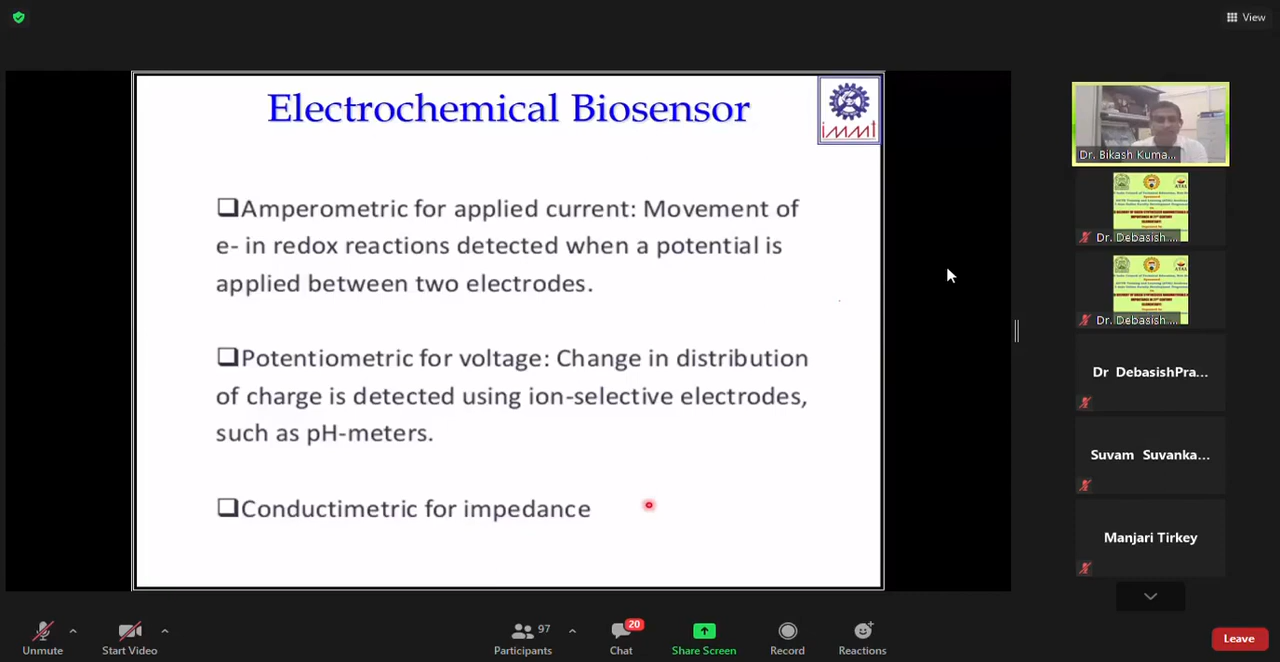 View
Electrochemical Biosensor
immt
❑Amperometric for applied current: Movement of
e- in redox reactions detected when a potential is
applied between two electrodes.
❑Potentiometric for voltage: Change in distribution
of charge is detected using ion-selective electrodes,
such as pH-meters.
❑Conductimetric for impedance
Dr. Bikash Kuma...
Dr. Debasish ...
Dr. Debasish ...
Dr DebasishPra...
Suvam Suvanka...
Manjari Tirkey
Unmute
Start Video
97
Participants
20
Chat
Share Screen
Record
Reactions
Leave